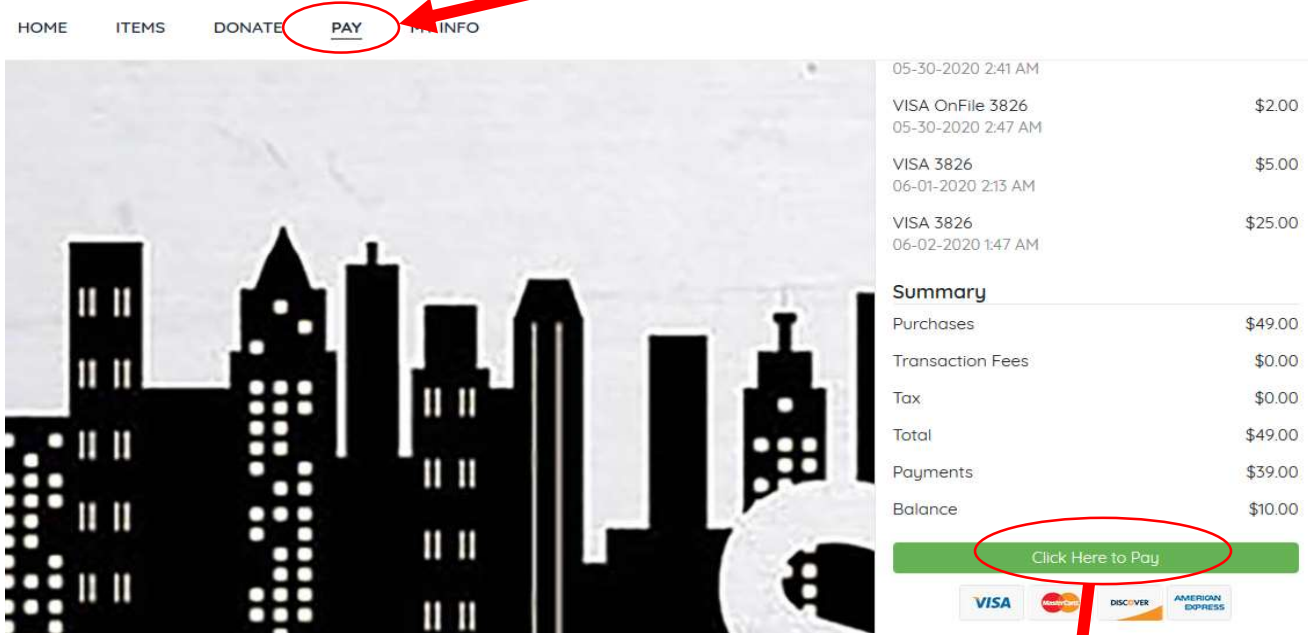 HOME ITEMS DONATE PAY MY INFO
05-30-2020 2:41 AM
VISA OnFile 3826 $2.00
05-30-2020 2:47 AM
VISA 3826 $5.00
06-01-2020 2:13 AM
VISA 3826 $25.00
06-02-2020 1:47 AM
Summary
Purchases $49.00
Transaction Fees $0.00
Tax $0.00
Total $49.00
Payments $39.00
Balance $10.00
Click Here to Pay
VISA MasterCard DISCOVER AMERICAN EXPRESS